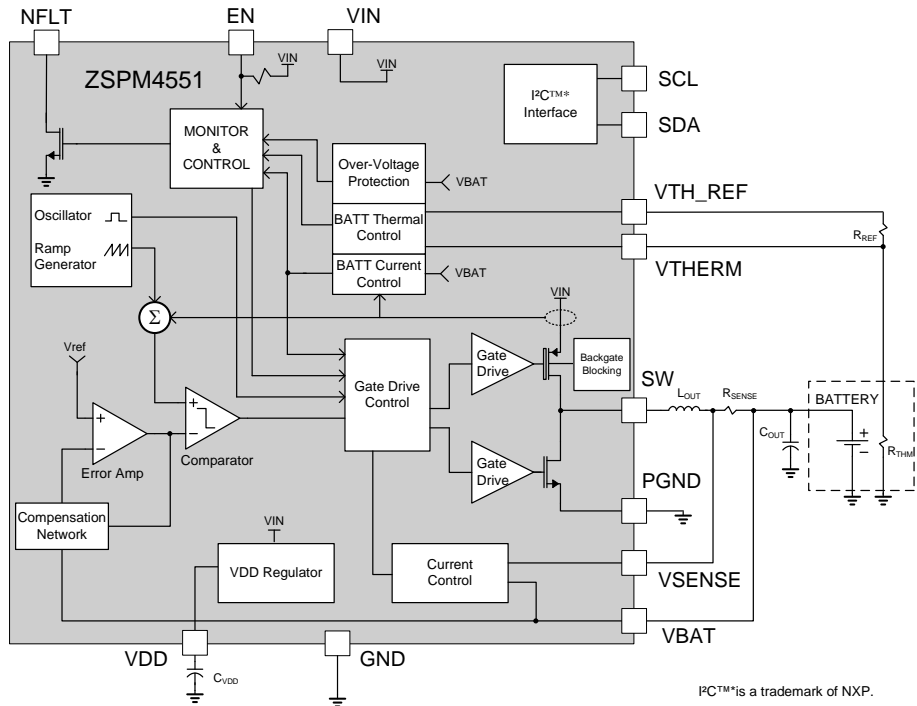 NFLT
EN
VIN
ZSPM4551
VIN
VIN
I²C™*
Interface
SCL
SDA
MONITOR
&
CONTROL
Over-Voltage
Protection
VBAT
BATT Thermal
Control
BATT Current
Control
VBAT
VTH_REF
VTHERM
RREF
Oscillator
Ramp
Generator
Σ
VIN
Vref
+
−
Error Amp
+
−
Comparator
Gate Drive
Control
Gate
Drive
Backgate
Blocking
Gate
Drive
SW
LOUT
RSENSE
COUT
BATTERY
+
−
RTHM
PGND
Compensation
Network
VIN
VDD Regulator
Current
Control
VSENSE
VBAT
VDD
GND
CVDD
I²C™*is a trademark of NXP.